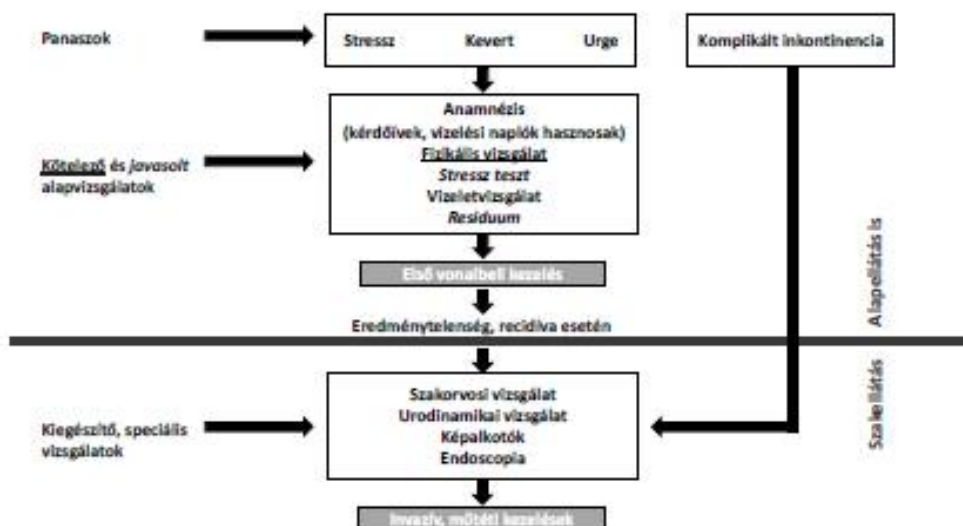 Panaszok
Stressz Kevert Urge
Komplikált inkontinencia
Anamnézis
(kérdőívek, vizelési naplók hasznosak)
Fizikális vizsgálat
Stressz teszt
Vizeletvizsgálat
Residuum
Kötelező és javasolt
alapvizsgálatok
Első vonalbeli kezelés
Eredménytelenség, recidíva esetén
Alapellátás is
Szakellátás
Szakorvosi vizsgálat
Urodinamikai vizsgálat
Képalkotók
Endoscopia
Kiegészítő, speciális
vizsgálatok
Invazív, műtéti kezelések